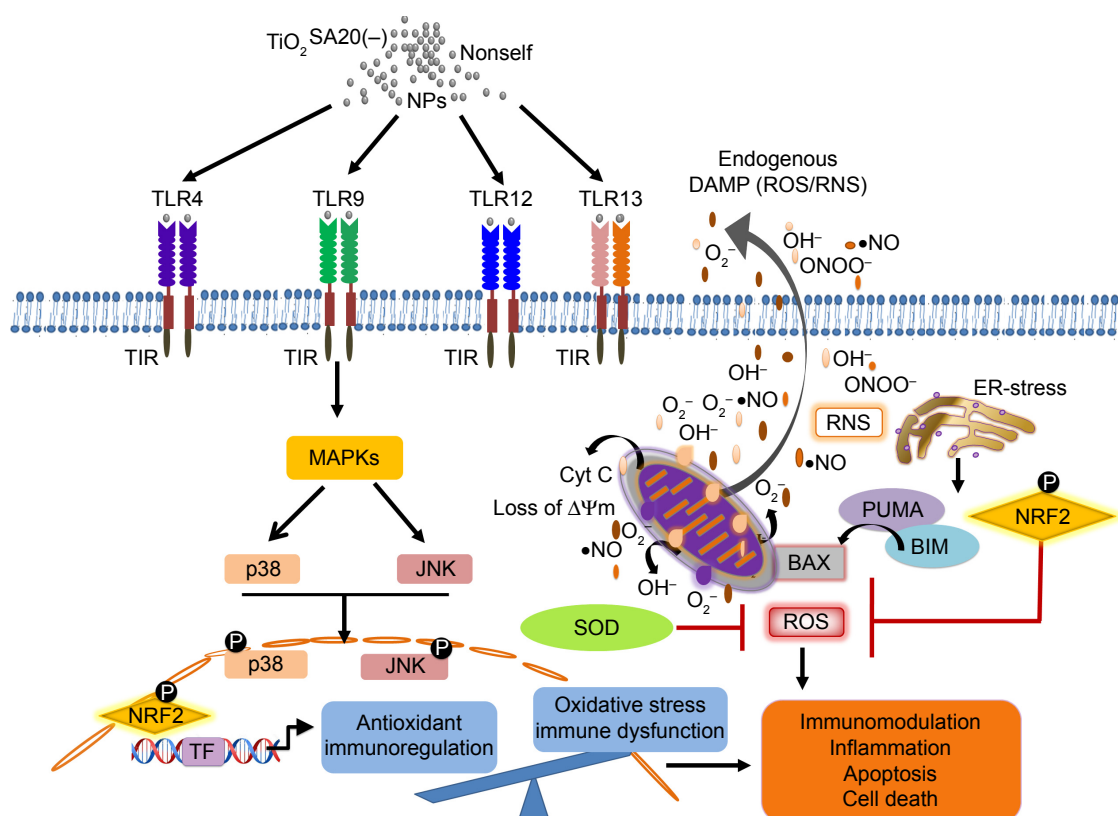 TiO₂ SA20(–)
Nonself
NPs
TLR4
TLR9
TLR12
TLR13
Endogenous
DAMP (ROS/RNS)
O₂⁻
OH⁻
•NO
ONOO⁻
TIR
TIR
TIR
TIR
OH⁻
OH⁻
ONOO⁻
ER-stress
RNS
O₂⁻
O₂⁻
•NO
OH⁻
•NO
MAPKs
Cyt C
O₂⁻
Loss of ΔΨm
P
PUMA
NRF2
BIM
BAX
O₂⁻
•NO
OH⁻
O₂⁻
p38
JNK
SOD
ROS
P
p38
P
JNK
P
NRF2
TF
Antioxidant
immunoregulation
Oxidative stress
immune dysfunction
Immunomodulation
Inflammation
Apoptosis
Cell death